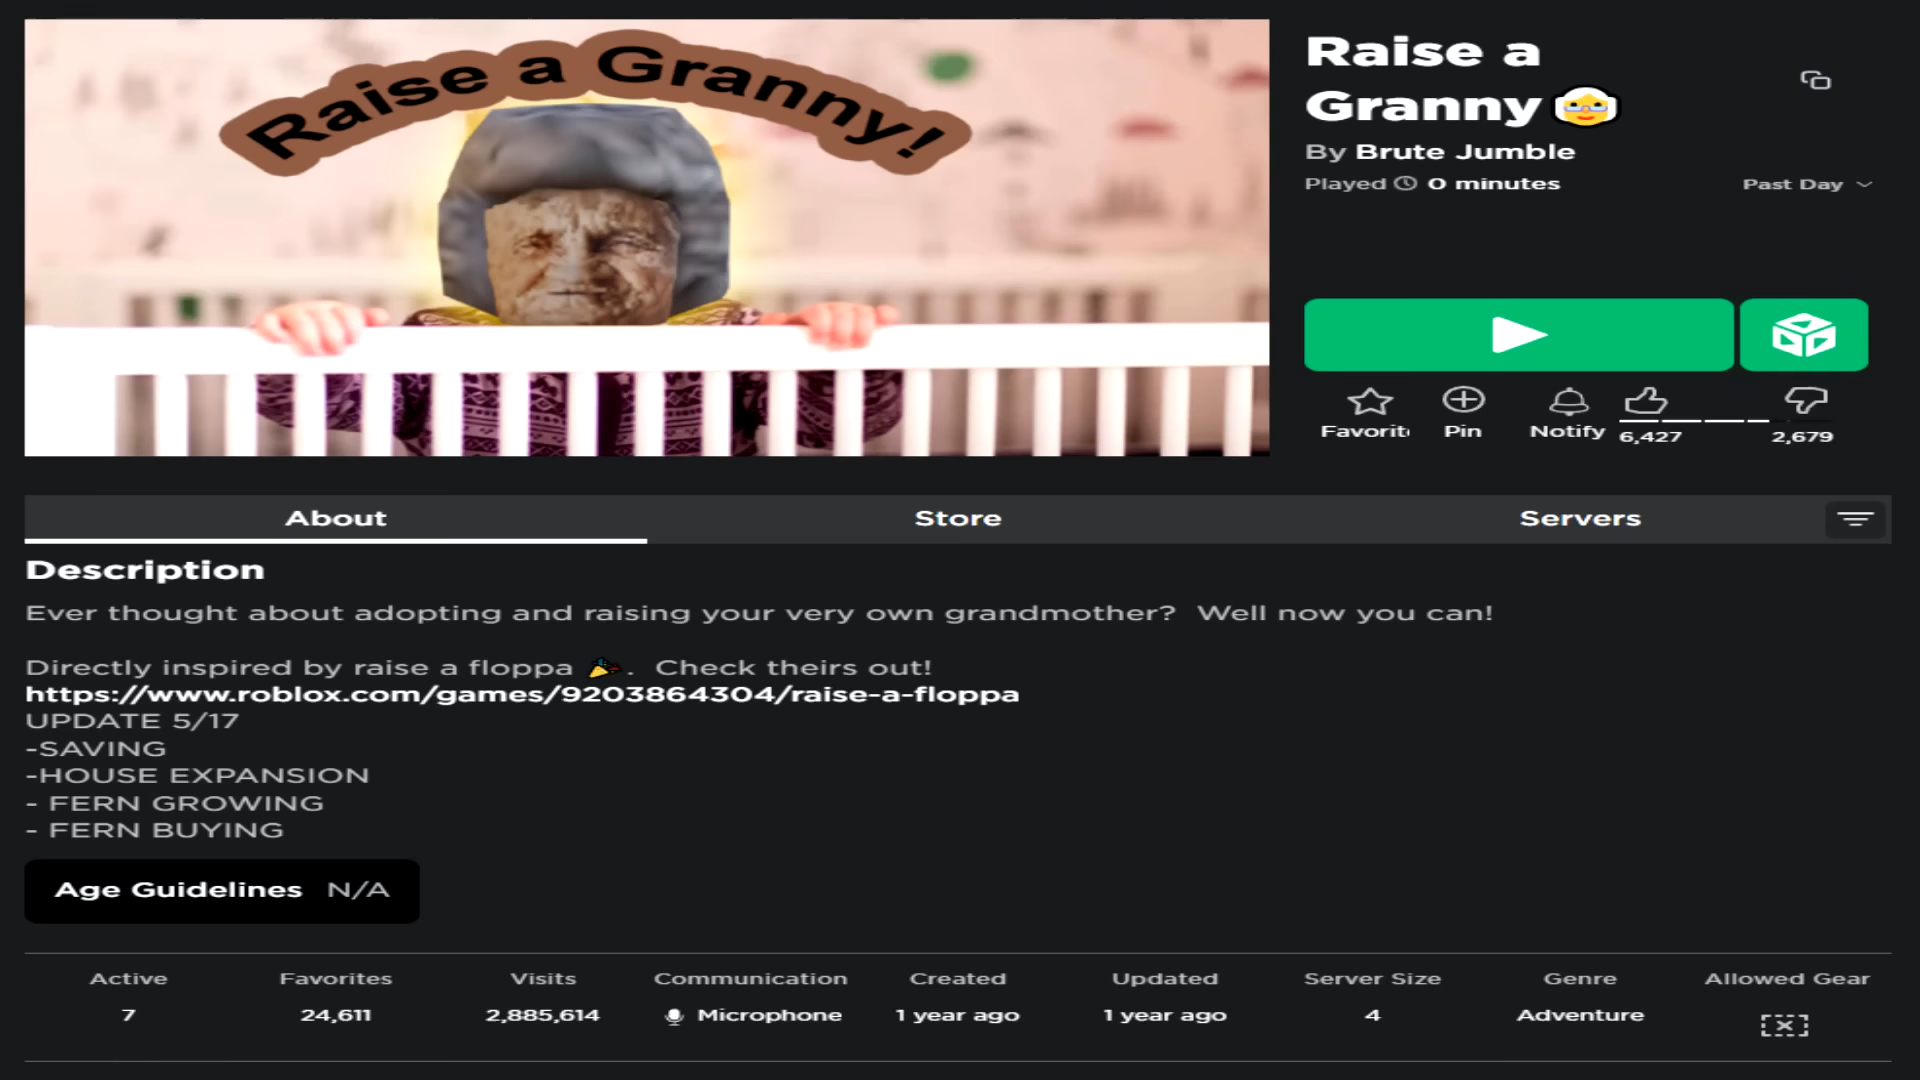 Raise a Granny!
Raise a
Granny👵
By Brute Jumble
Played 0 minutes
Past Day
Favorit
Pin
Notify
6,427
2,679
About
Store
Servers
Description
Ever thought about adopting and raising your very own grandmother?  Well now you can!
Directly inspired by raise a floppa 🎉.  Check theirs out!
https://www.roblox.com/games/9203864304/raise-a-floppa
UPDATE 5/17
-SAVING
-HOUSE EXPANSION
- FERN GROWING
- FERN BUYING
Age Guidelines N/A
Active
Favorites
Visits
Communication
Created
Updated
Server Size
Genre
Allowed Gear
7
24,611
2,885,614
Microphone
1 year ago
1 year ago
4
Adventure